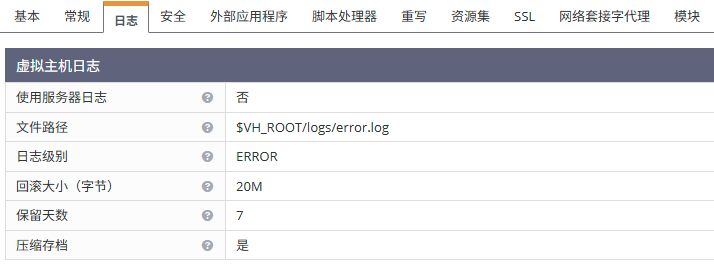 基本 常规 日志 安全 外部应用程序 脚本处理器 重写 资源集 SSL 网络套接字代理 模块
虚拟主机日志
使用服务器日志 否
文件路径 $VH_ROOT/logs/error.log
日志级别 ERROR
回滚大小（字节） 20M
保留天数 7
压缩存档 是